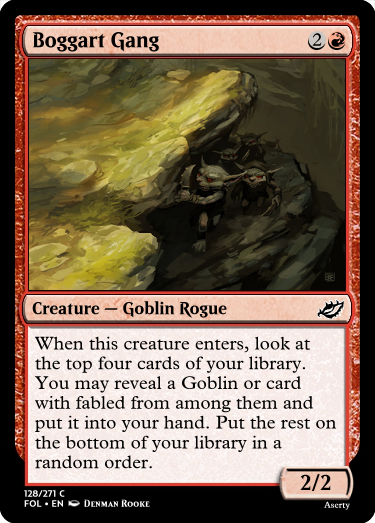 Boggart Gang 2
Creature — Goblin Rogue
When this creature enters, look at
the top four cards of your library.
You may reveal a Goblin or card
with fabled from among them and
put it into your hand. Put the rest on
the bottom of your library in a
random order.
2/2
128/271 C
FOL • EN Denman Rooke
Aserty